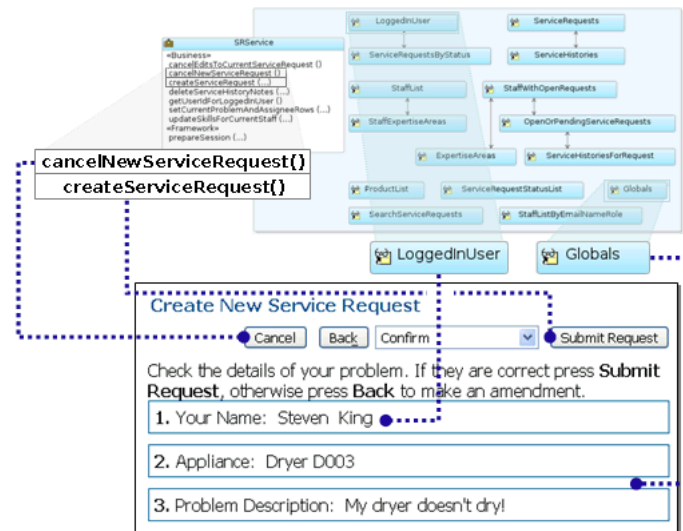 LoggedInUser
ServiceRequests
SRService
«Business»
cancelEditsToCurrentServiceRequest ()
cancelNewServiceRequest ()
createServiceRequest (...)
deleteServiceHistoryNotes (...)
getUserIdForLoggedInUser ()
setCurrentProblemAndAssigneeRows (...)
updateSkillsForCurrentStaff (...)
«Framework»
prepareSession (...)
ServiceRequestsByStatus
ServiceHistories
StaffList
StaffWithOpenRequests
StaffExpertiseAreas
OpenOrPendingServiceRequests
ExpertiseAreas
ServiceHistoriesForRequest
ProductList
ServiceRequestStatusList
Globals
SearchServiceRequests
StaffListByEmailNameRole
cancelNewServiceRequest()
createServiceRequest()
LoggedInUser
Globals
Create New Service Request
Cancel Back Confirm Submit Request
Check the details of your problem. If they are correct press Submit
Request, otherwise press Back to make an amendment.
1. Your Name: Steven King
2. Appliance: Dryer D003
3. Problem Description: My dryer doesn't dry!